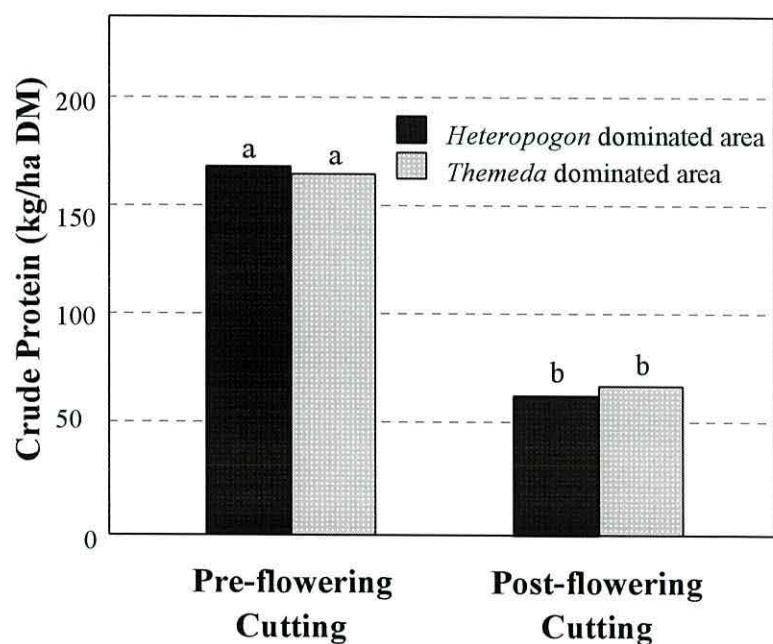 Crude Protein (kg/ha DM)
200
150
100
50
0
Heteropogon dominated area
Themeda dominated area
a
a
b
b
Pre-flowering
Cutting
Post-flowering
Cutting